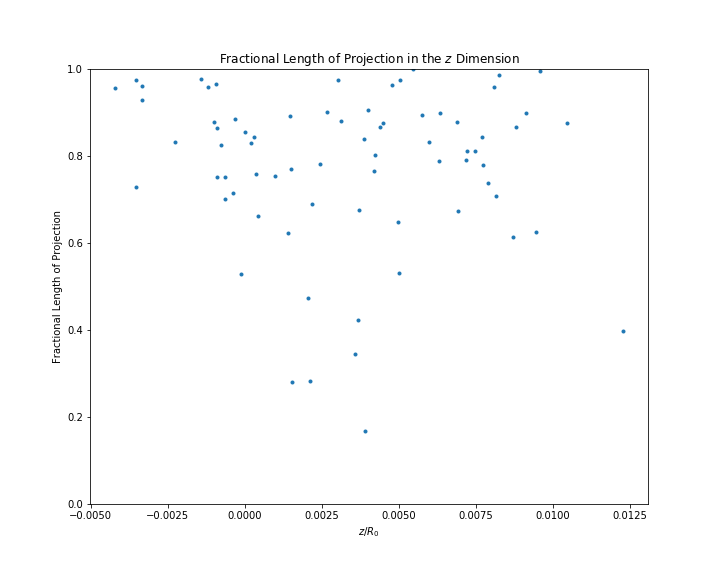 Fractional Length of Projection in the z Dimension
Fractional Length of Projection
1.0
0.8
0.6
0.4
0.2
0.0
−0.0050 −0.0025 0.0000 0.0025 0.0050 0.0075 0.0100 0.0125
z/R₀